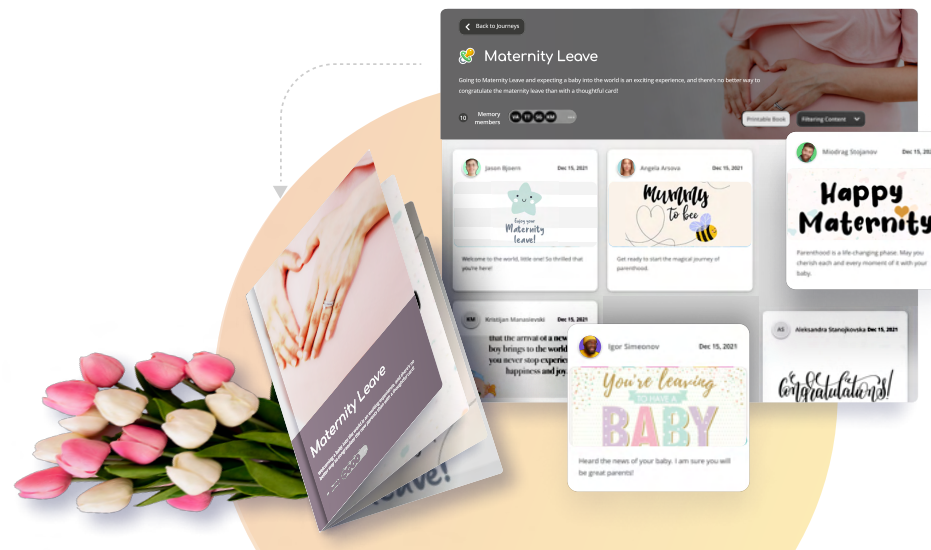 Back to Journeys
Maternity Leave
Going to Maternity Leave and expecting a baby into the world is an exciting experience, and there's no better way to
congratulate the maternity leave than with a thoughtful card!
10
Memory
members
VA TT SG KM
Printable Book
Filtering Content
Jason Bjoers
Dec 15, 2021
Enjoy your
Maternity
leave!
Welcome to the world, little one! So thrilled that
you're here!
Angela Arsova
Dec 15, 2021
Mummy
to bee
Get ready to start the magical journey of
parenthood.
Miodrag Stojanov
Dec 15,
Happy
Maternity
Parenthood is a life-changing phase. May you
cherish each and every moment of it with your
baby.
KM
Kristijan Manasievski
Dec 15, 2021
that the arrival of a new
boy brings to the world
you never stop
happiness and joy
Igor Simeonov
Dec 15, 2021
You're leaving
TO HAVE A
BABY
Heard the news of your baby. I am sure you will
be great parents!
AS
Aleksandra Stanojkovska
Dec 15, 2021
Congratulations!
Maternity Leave
leave!